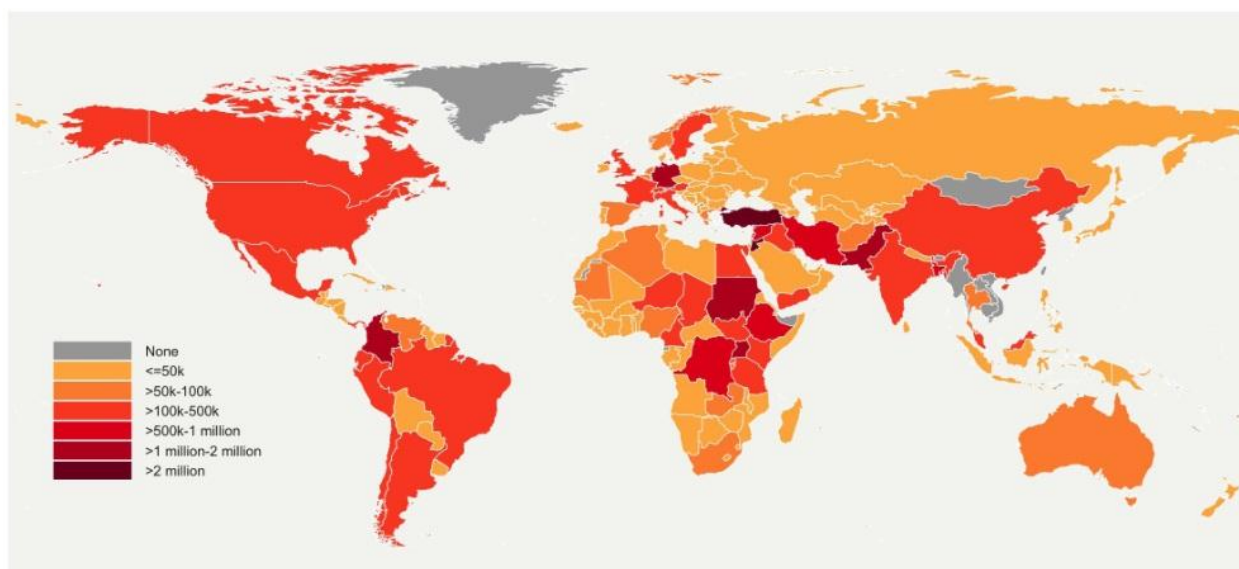 None
<=50k
>50k-100k
>100k-500k
>500k-1 million
>1 million-2 million
>2 million